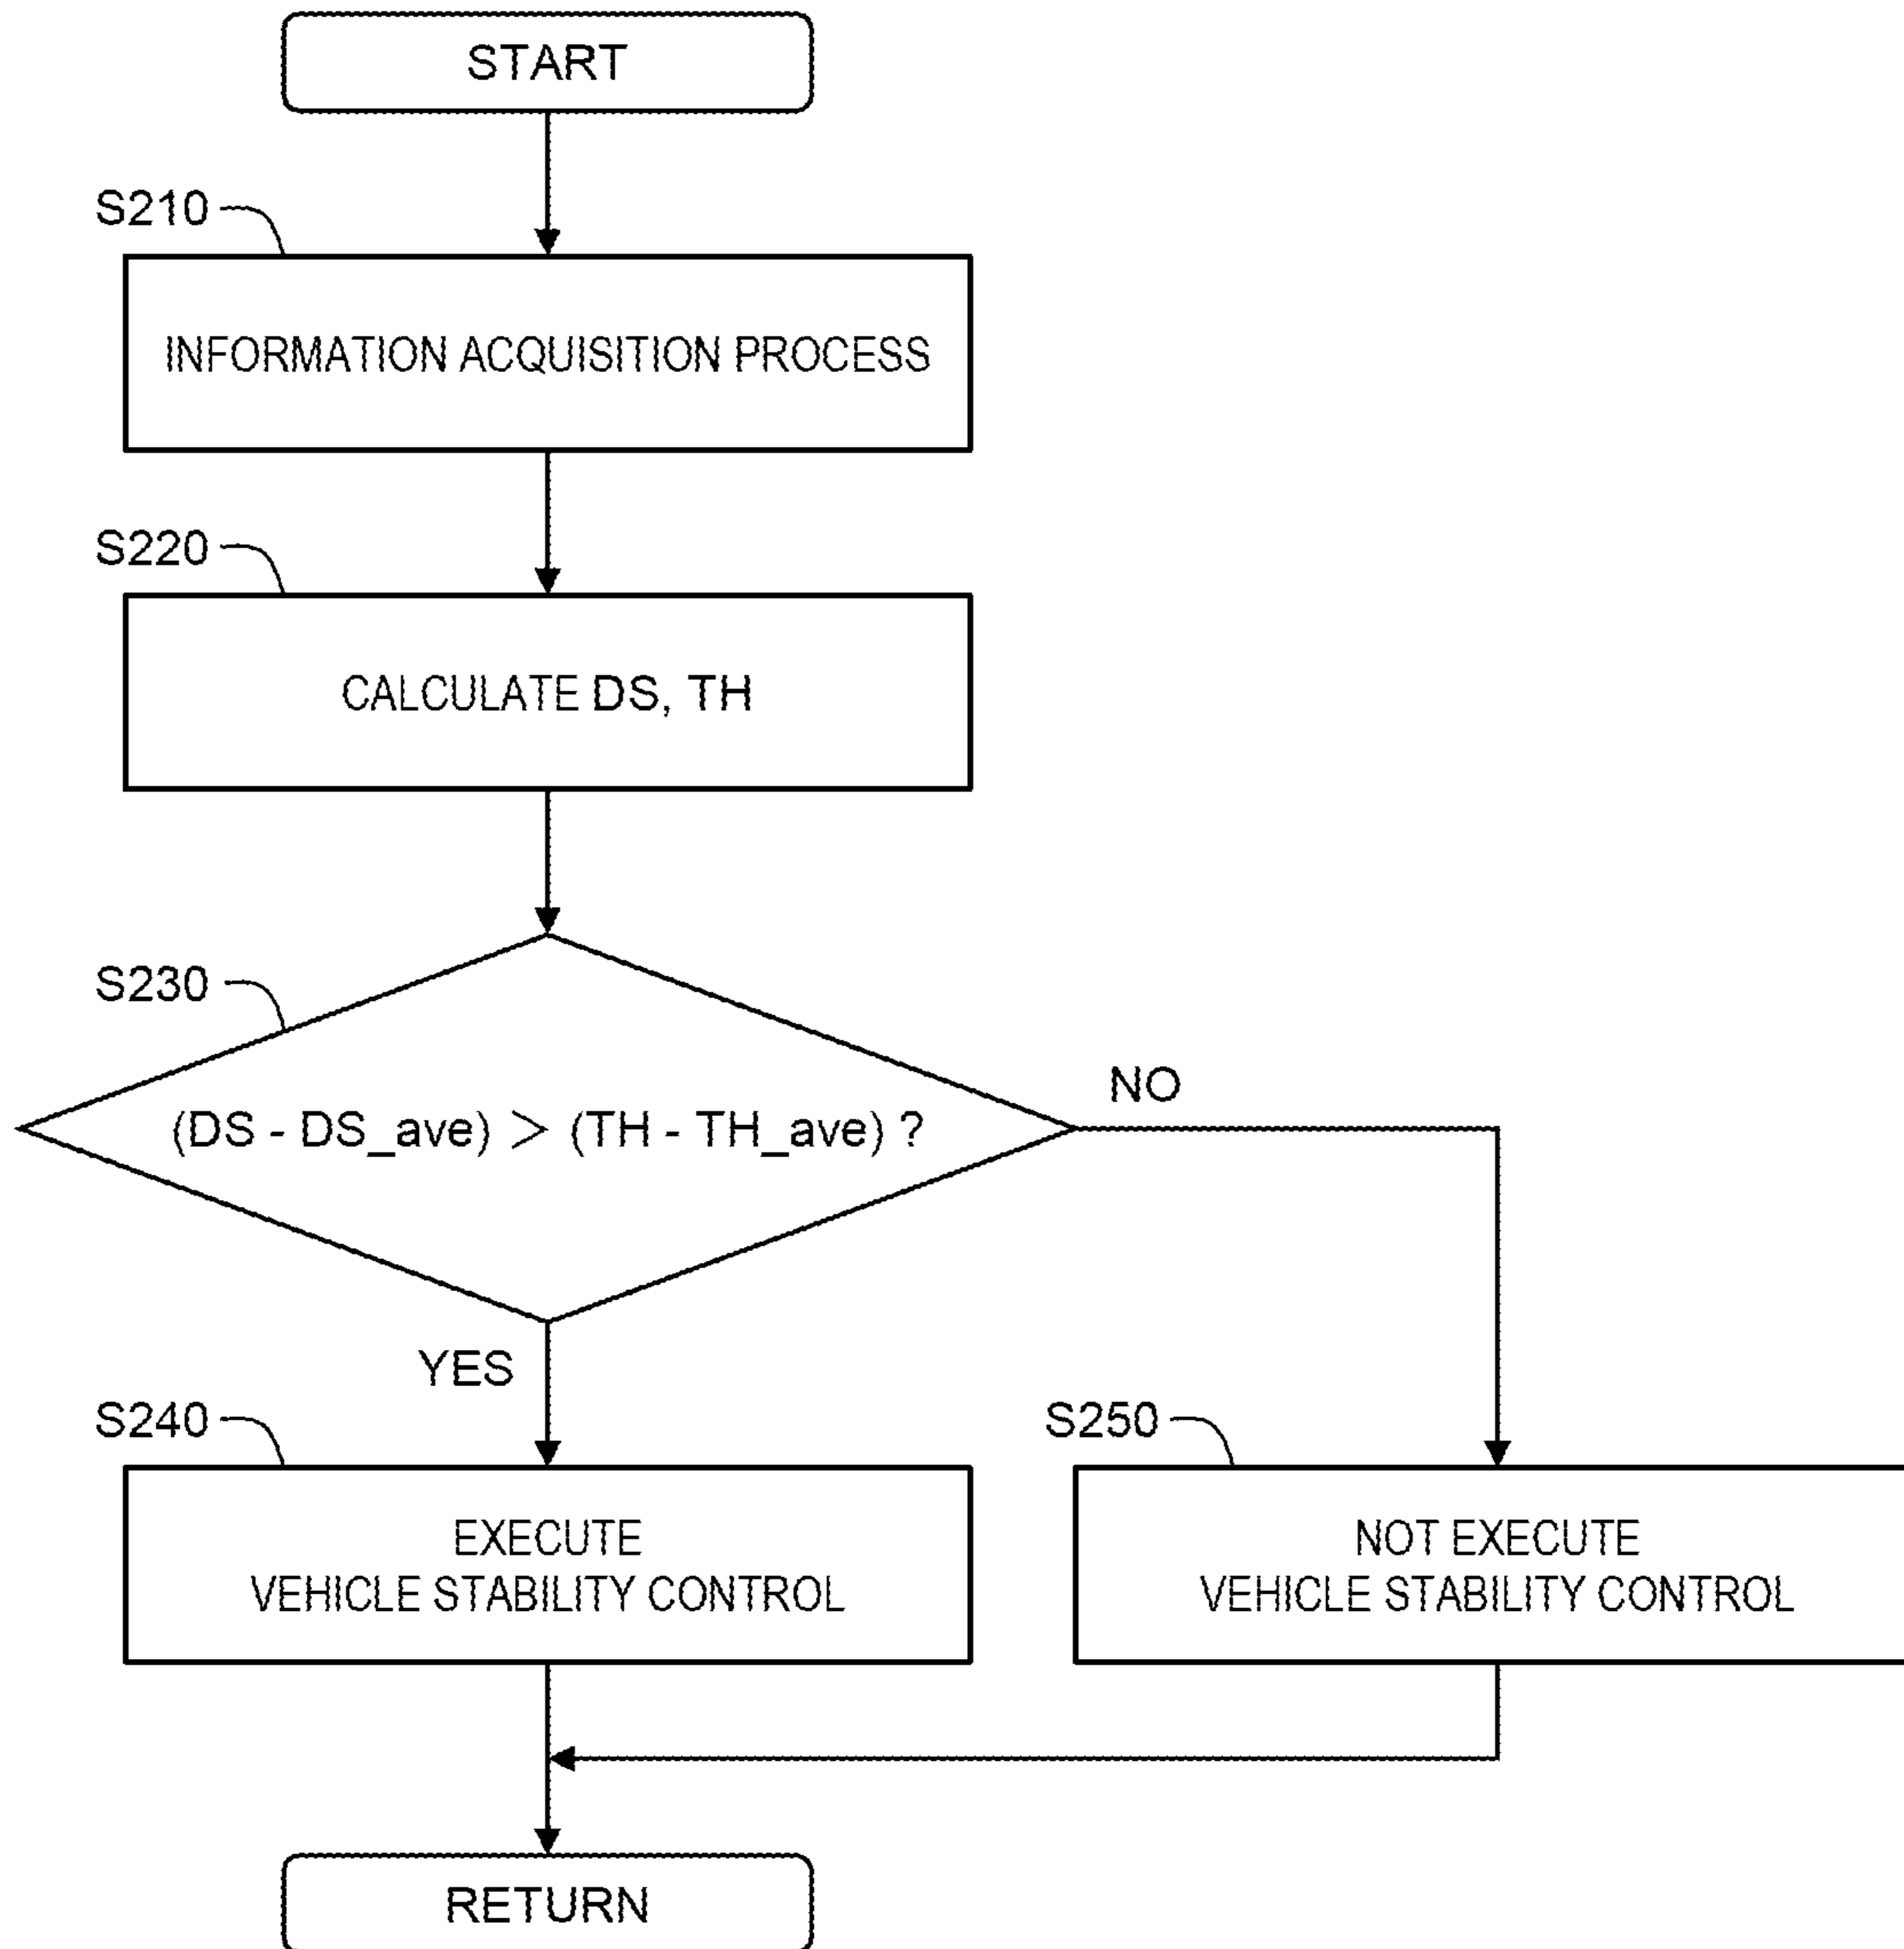 START
S210
INFORMATION ACQUISITION PROCESS
S220
CALCULATE DS, TH
S230
(DS - DS_ave) > (TH - TH_ave) ?
NO
YES
S240
EXECUTE
VEHICLE STABILITY CONTROL
S250
NOT EXECUTE
VEHICLE STABILITY CONTROL
RETURN